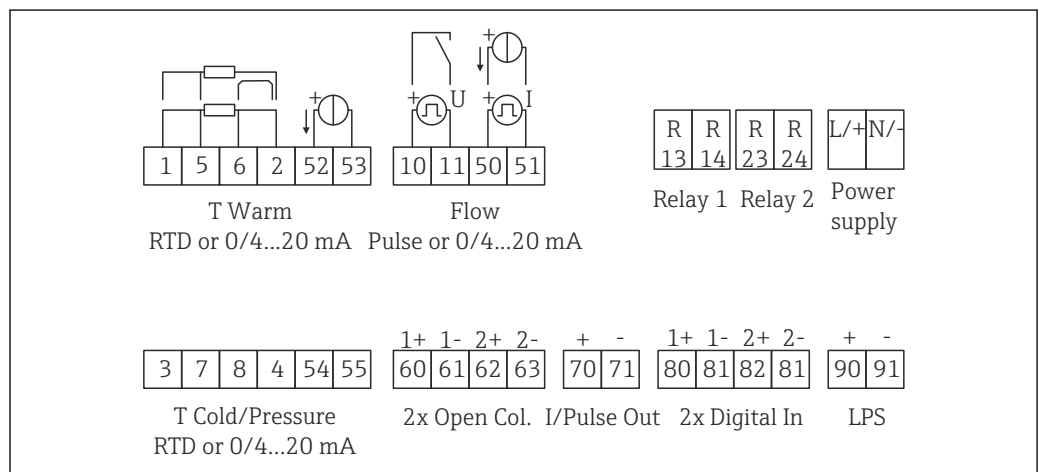 + + U + I
+
1 5 6 2 52 53
10 11 50 51
R 13 R 14 R 23 R 24
L/+ N/-
T Warm
RTD or 0/4...20 mA
Flow
Pulse or 0/4...20 mA
Relay 1 Relay 2
Power
supply
1+ 1- 2+ 2-
+ -
1+ 1- 2+ 2-
+ -
3 7 8 4 54 55
60 61 62 63
70 71
80 81 82 81
90 91
T Cold/Pressure
RTD or 0/4...20 mA
2x Open Col.
I/Pulse Out
2x Digital In
LPS